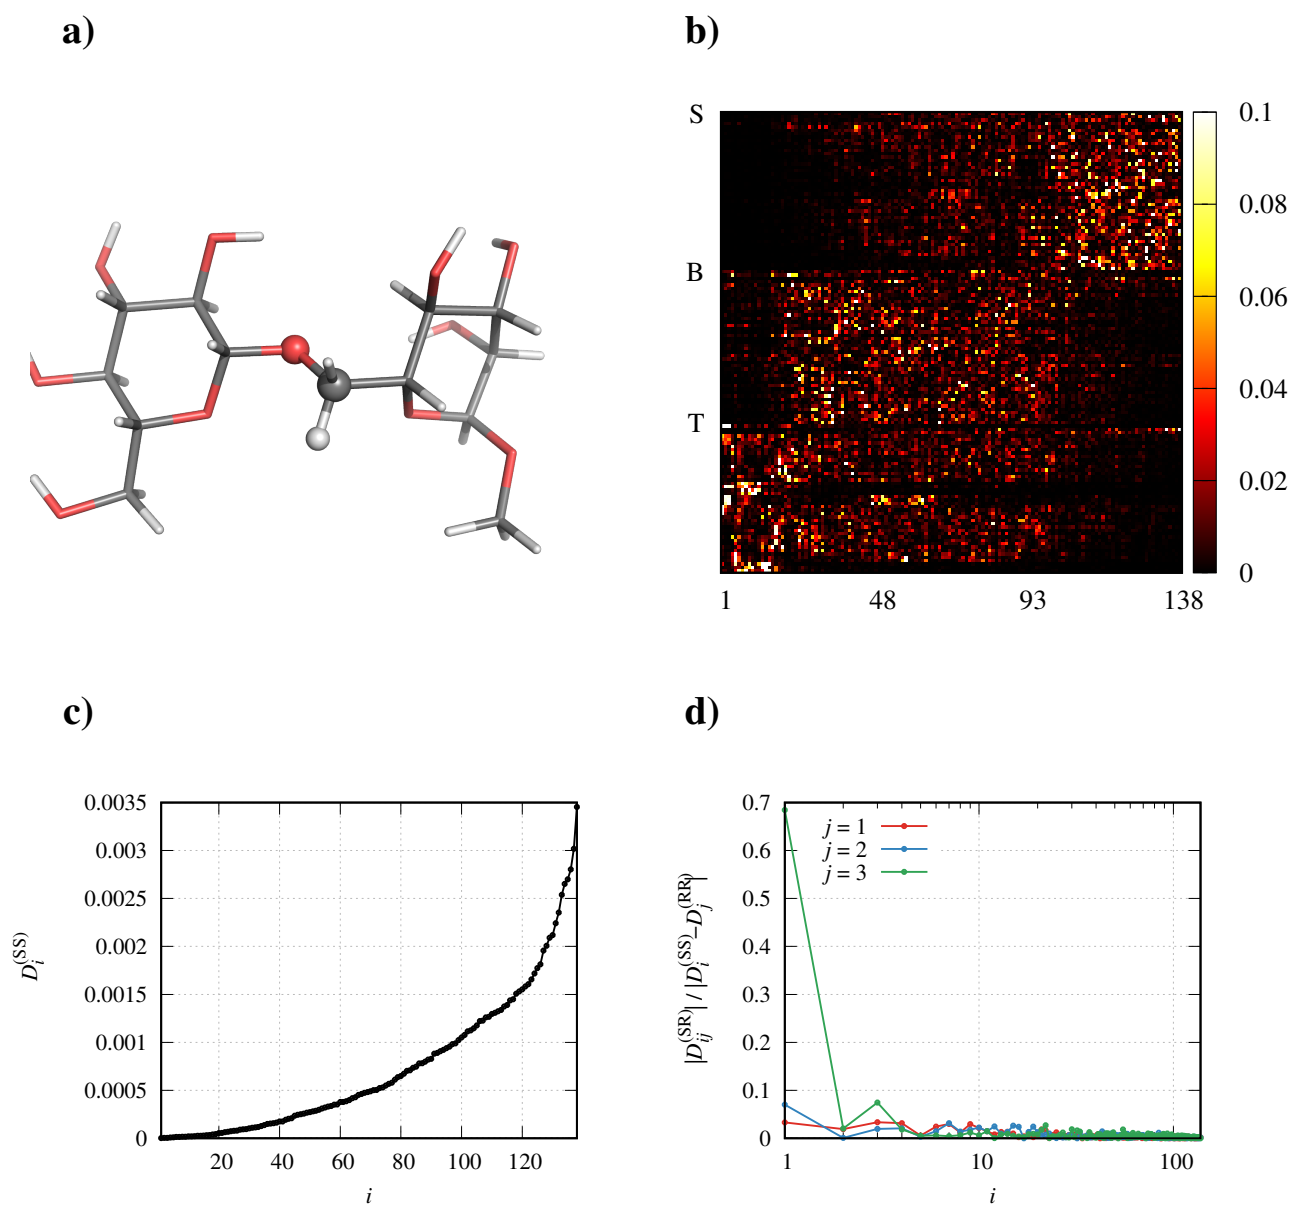 a)
b)
S
B
T
0.1
0.08
0.06
0.04
0.02
0
1 48 93 138
c)
d)
0.0035
0.003
0.0025
0.002
0.0015
0.001
0.0005
0
D_i^(SS)
20 40 60 80 100 120
i
0.7
0.6
0.5
0.4
0.3
0.2
0.1
0
|D_ij^(SR)| / |D_i^(SS)−D_j^(RR)|
j = 1
j = 2
j = 3
1 10 100
i